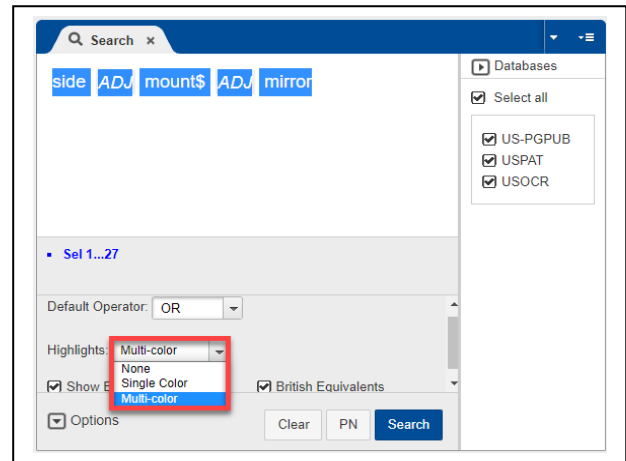 Search ×
side ADJ mount$ ADJ mirror
Databases
Select all
US-PGPUB
USPAT
USOCR
Sel 1...27
Default Operator: OR
Highlights: Multi-color
None
Single Color
Multi-color
Show
British Equivalents
Options
Clear PN Search